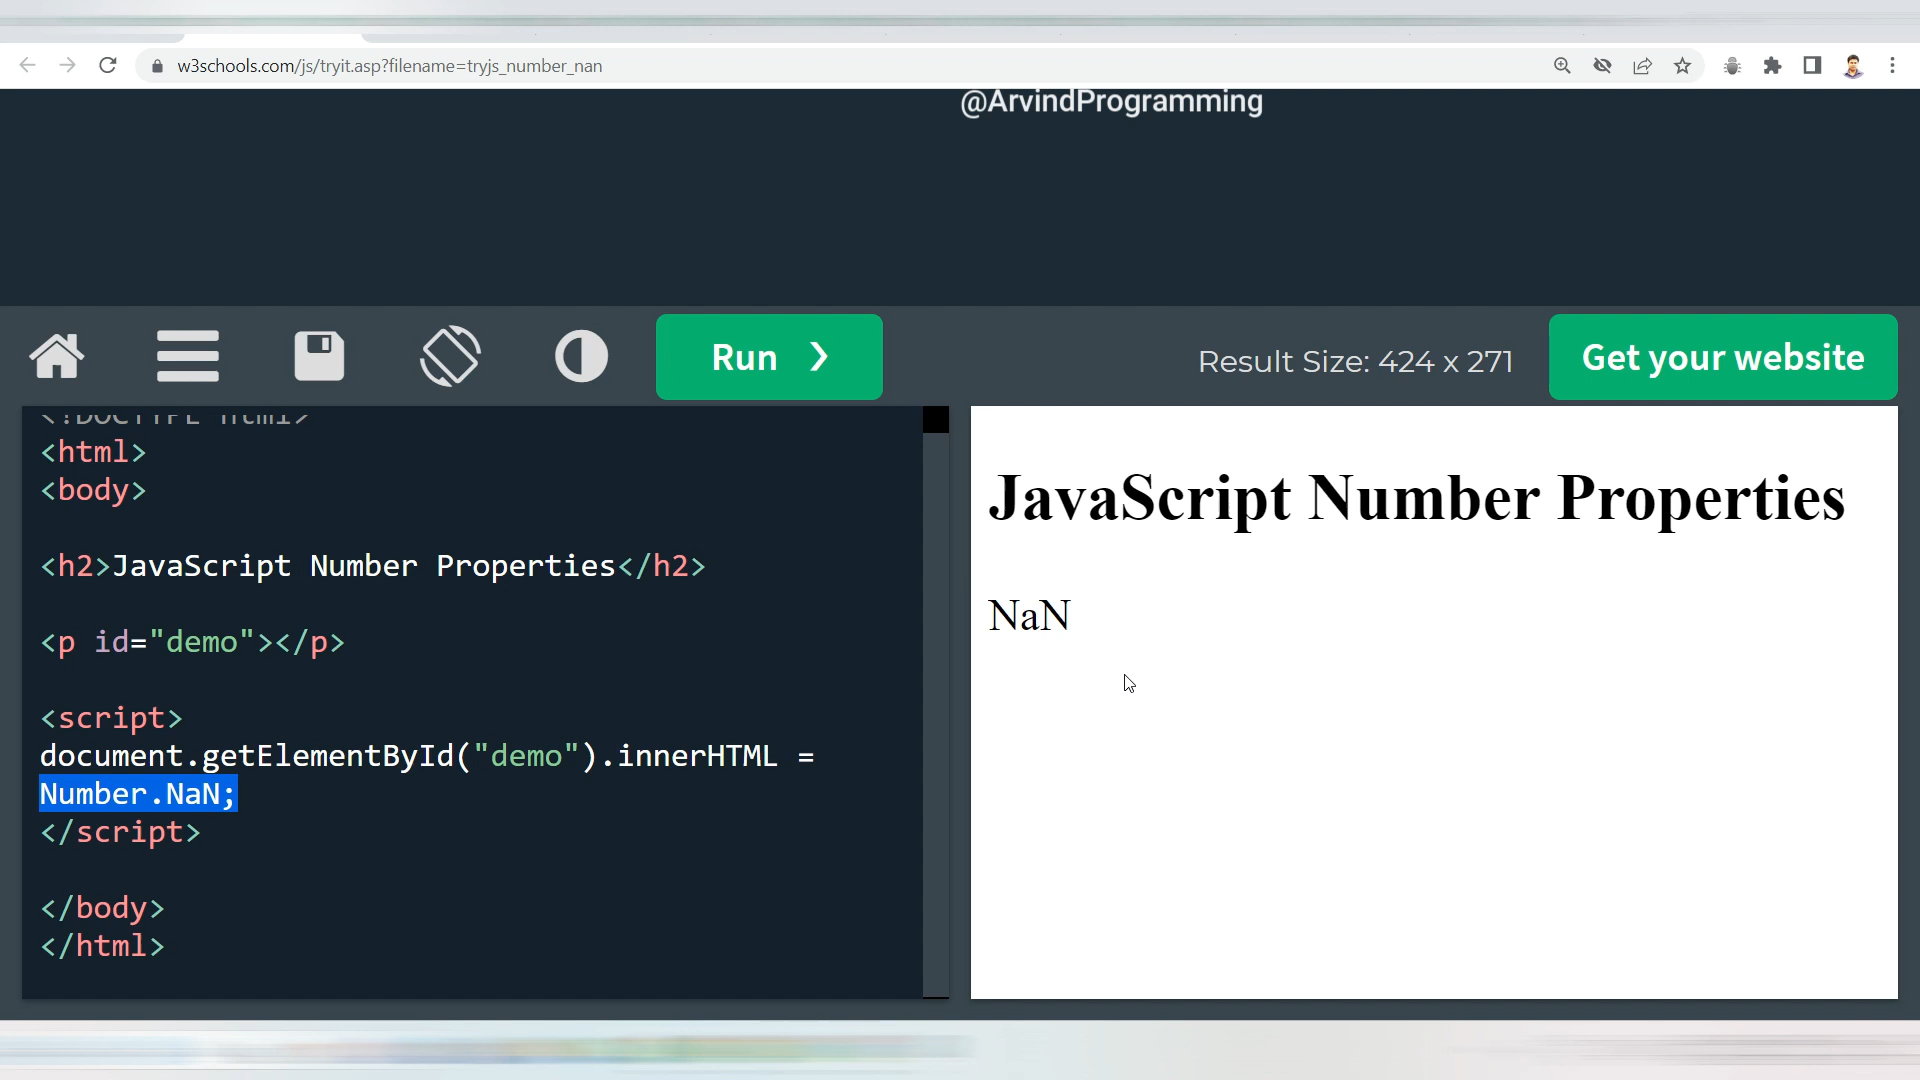 w3schools.com/js/tryit.asp?filename=tryjs_number_nan
@ArvindProgramming
Run ❯
Result Size: 424 x 271
Get your website
<!DOCTYPE html>
<html>
<body>
<h2>JavaScript Number Properties</h2>
<p id="demo"></p>
<script>
document.getElementById("demo").innerHTML =
Number.NaN;
</script>
</body>
</html>
JavaScript Number Properties
NaN